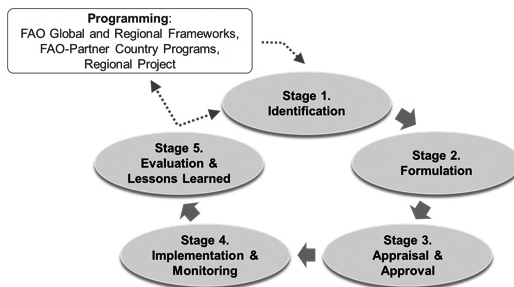 Programming:
FAO Global and Regional Frameworks,
FAO-Partner Country Programs,
Regional Project
Stage 1.
Identification
Stage 2.
Formulation
Stage 3.
Appraisal &
Approval
Stage 4.
Implementation &
Monitoring
Stage 5.
Evaluation &
Lessons Learned